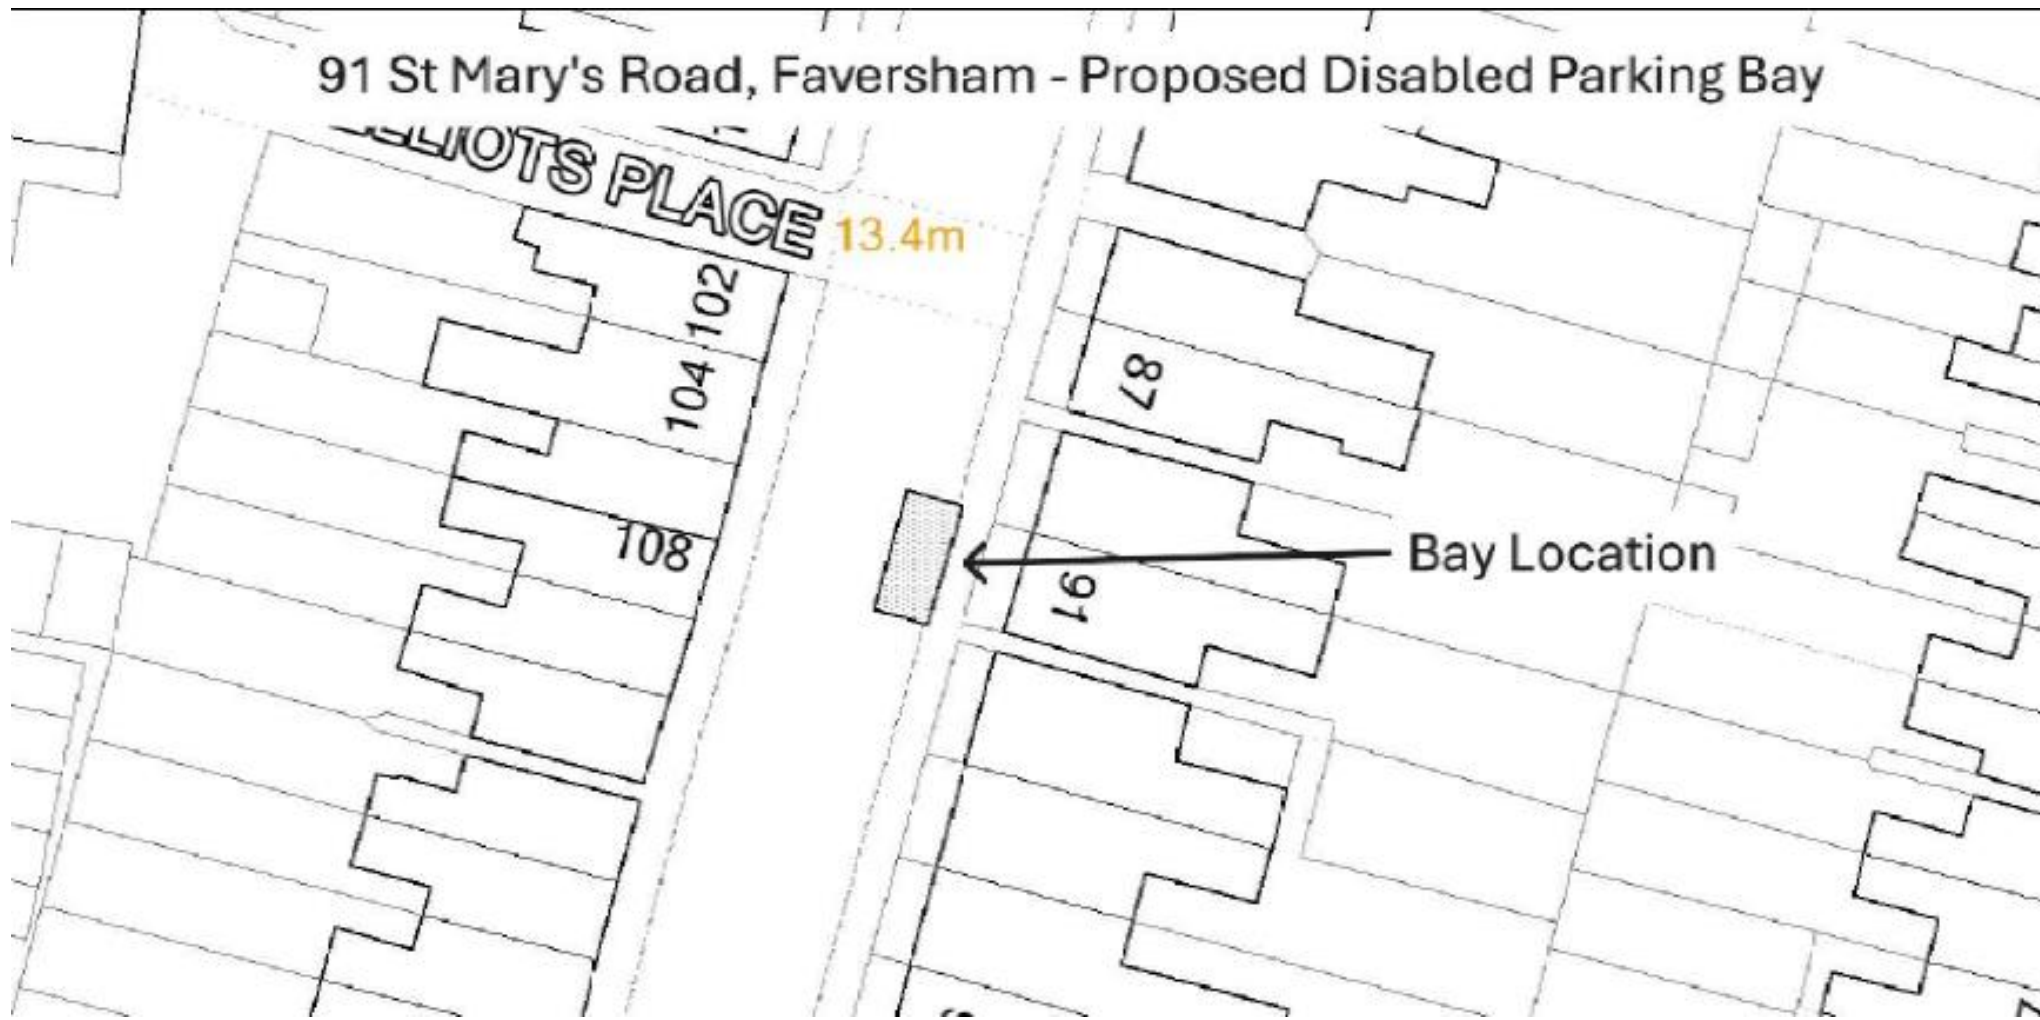 91 St Mary's Road, Faversham - Proposed Disabled Parking Bay
ELLIOTS PLACE
13.4m
102
104
87
108
Bay Location
91